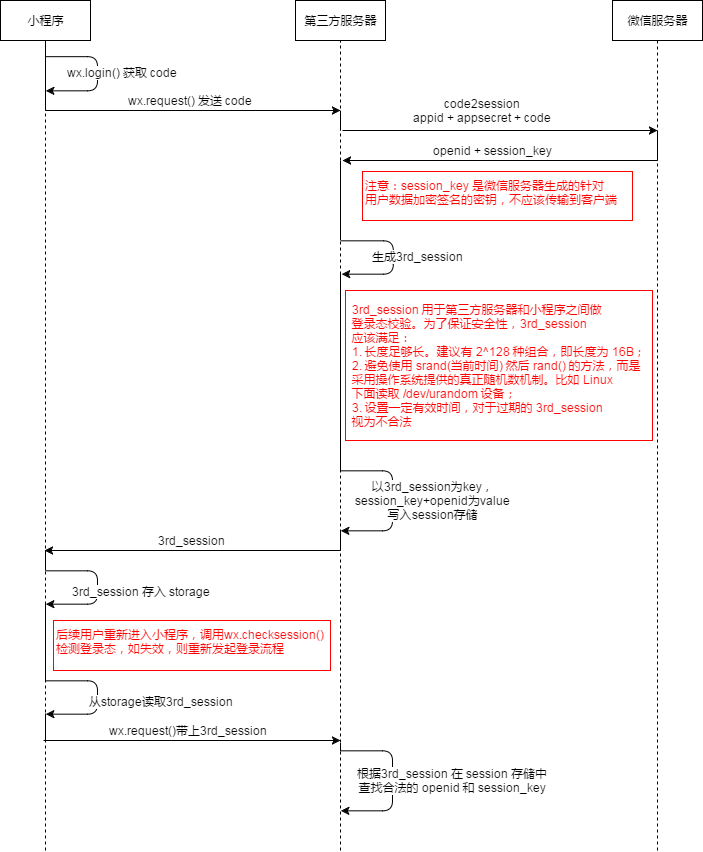 小程序
第三方服务器
微信服务器
wx.login() 获取 code
wx.request() 发送 code
code2session
appid + appsecret + code
openid + session_key
注意：session_key 是微信服务器生成的针对
用户数据加密签名的密钥，不应该传输到客户端
生成3rd_session
3rd_session 用于第三方服务器和小程序之间做
登录态校验。为了保证安全性，3rd_session
应该满足：
1. 长度足够长。建议有 2^128 种组合，即长度为 16B；
2. 避免使用 srand(当前时间) 然后 rand() 的方法，而是
采用操作系统提供的真正随机数机制。比如 Linux
下面读取 /dev/urandom 设备；
3. 设置一定有效时间，对于过期的 3rd_session
视为不合法
以3rd_session为key，
session_key+openid为value
写入session存储
3rd_session
3rd_session 存入 storage
后续用户重新进入小程序，调用wx.checksession()
检测登录态，如失效，则重新发起登录流程
从storage读取3rd_session
wx.request()带上3rd_session
根据3rd_session 在 session 存储中
查找合法的 openid 和 session_key